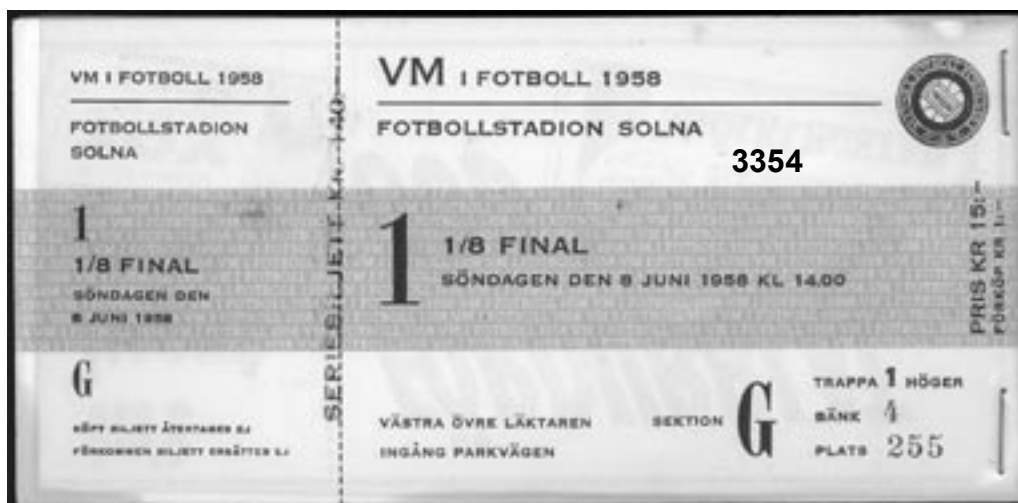 VM I FOTBOLL 1958
FOTBOLLSTADION
SOLNA
1
1/8 FINAL
SÖNDAGEN DEN
8 JUNI 1958
G
KÖPT BILJETT ÅTERTAGES EJ
FÖRKOMMEN BILJETT ERSÄTTES EJ
SERIESBILJETT KR. 140:—
VM I FOTBOLL 1958
FOTBOLLSTADION SOLNA
3354
1
1/8 FINAL
SÖNDAGEN DEN 8 JUNI 1958 KL 14.00
PRIS KR 15:—
FÖRKÖP KR 1:—
VÄSTRA ÖVRE LÄKTAREN
INGÅNG PARKVÄGEN
SEKTION G
TRAPPA 1 HÖGER
BÄNK 4
PLATS 255